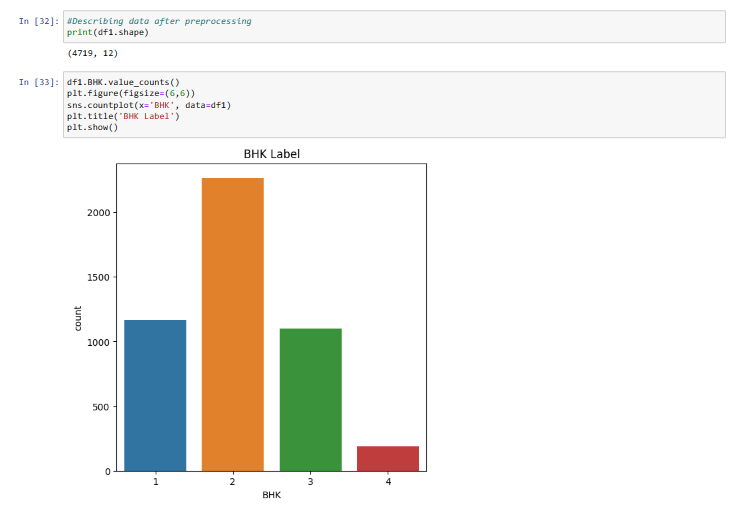 In [32]: #Describing data after preprocessing
print(df1.shape)
(4719, 12)
In [33]: df1.BHK.value_counts()
plt.figure(figsize=(6,6))
sns.countplot(x='BHK', data=df1)
plt.title('BHK Label')
plt.show()
BHK Label
2000
1500
1000
500
0
count
1 2 3 4
BHK